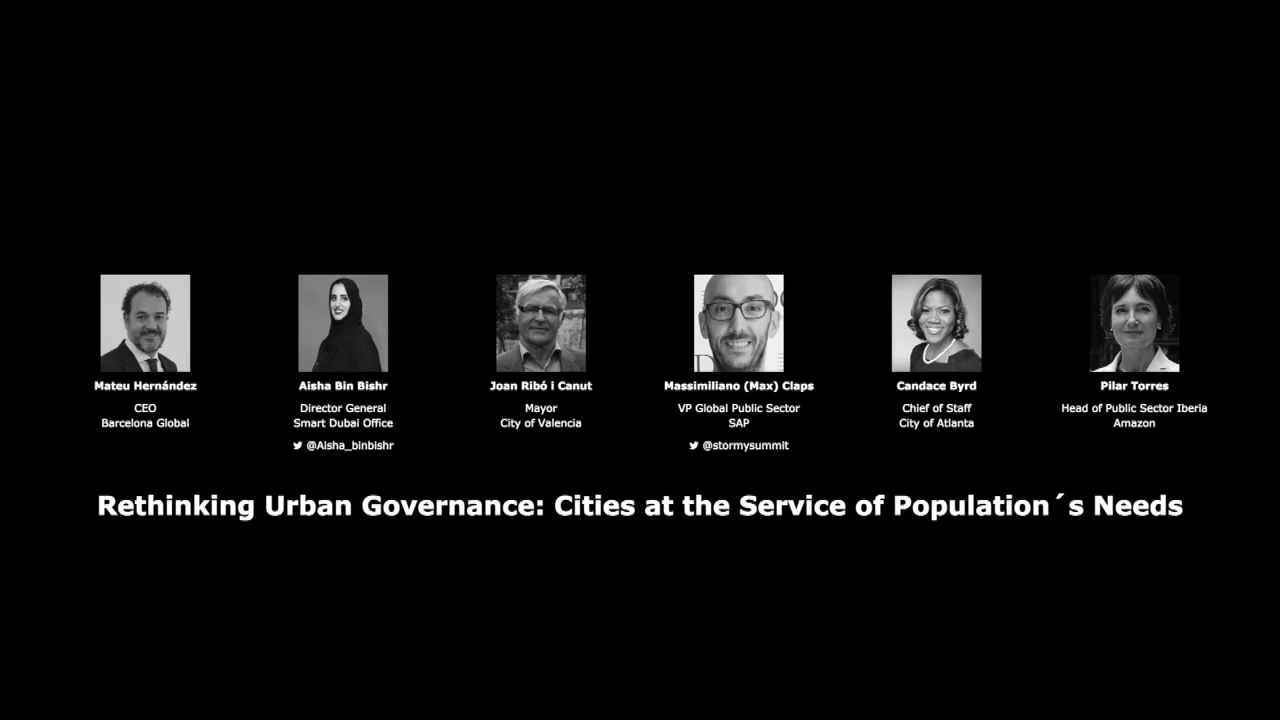 Mateu Hernández
CEO
Barcelona Global
Aisha Bin Bishr
Director General
Smart Dubai Office
@Aisha_binbishr
Joan Ribó i Canut
Mayor
City of Valencia
Massimiliano (Max) Claps
VP Global Public Sector
SAP
@stormysummit
Candace Byrd
Chief of Staff
City of Atlanta
Pilar Torres
Head of Public Sector Iberia
Amazon
Rethinking Urban Governance: Cities at the Service of Population´s Needs